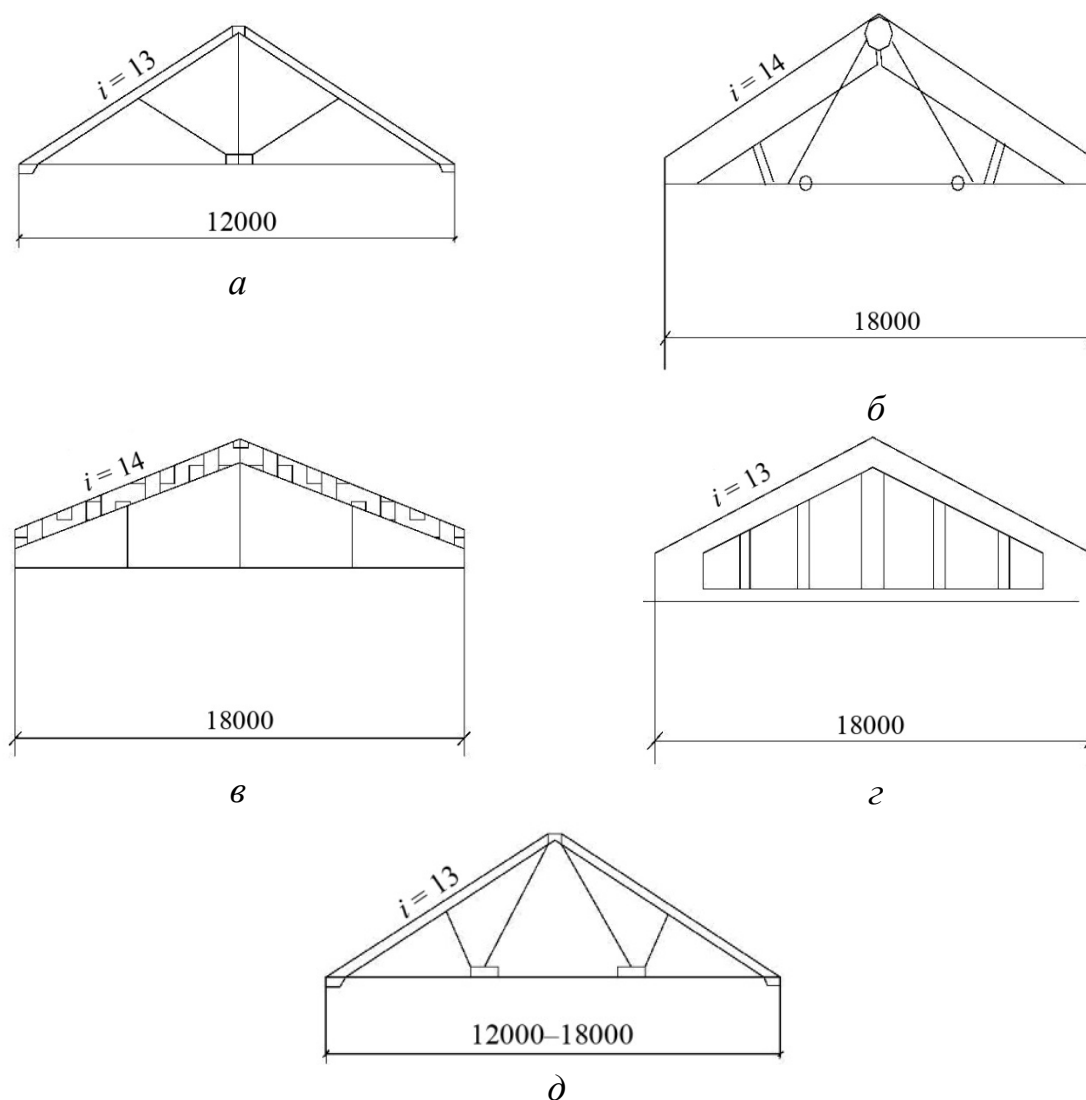 i = 13
12000
а
i = 14
18000
б
i = 14
18000
в
i = 13
18000
г
i = 13
12000–18000
д